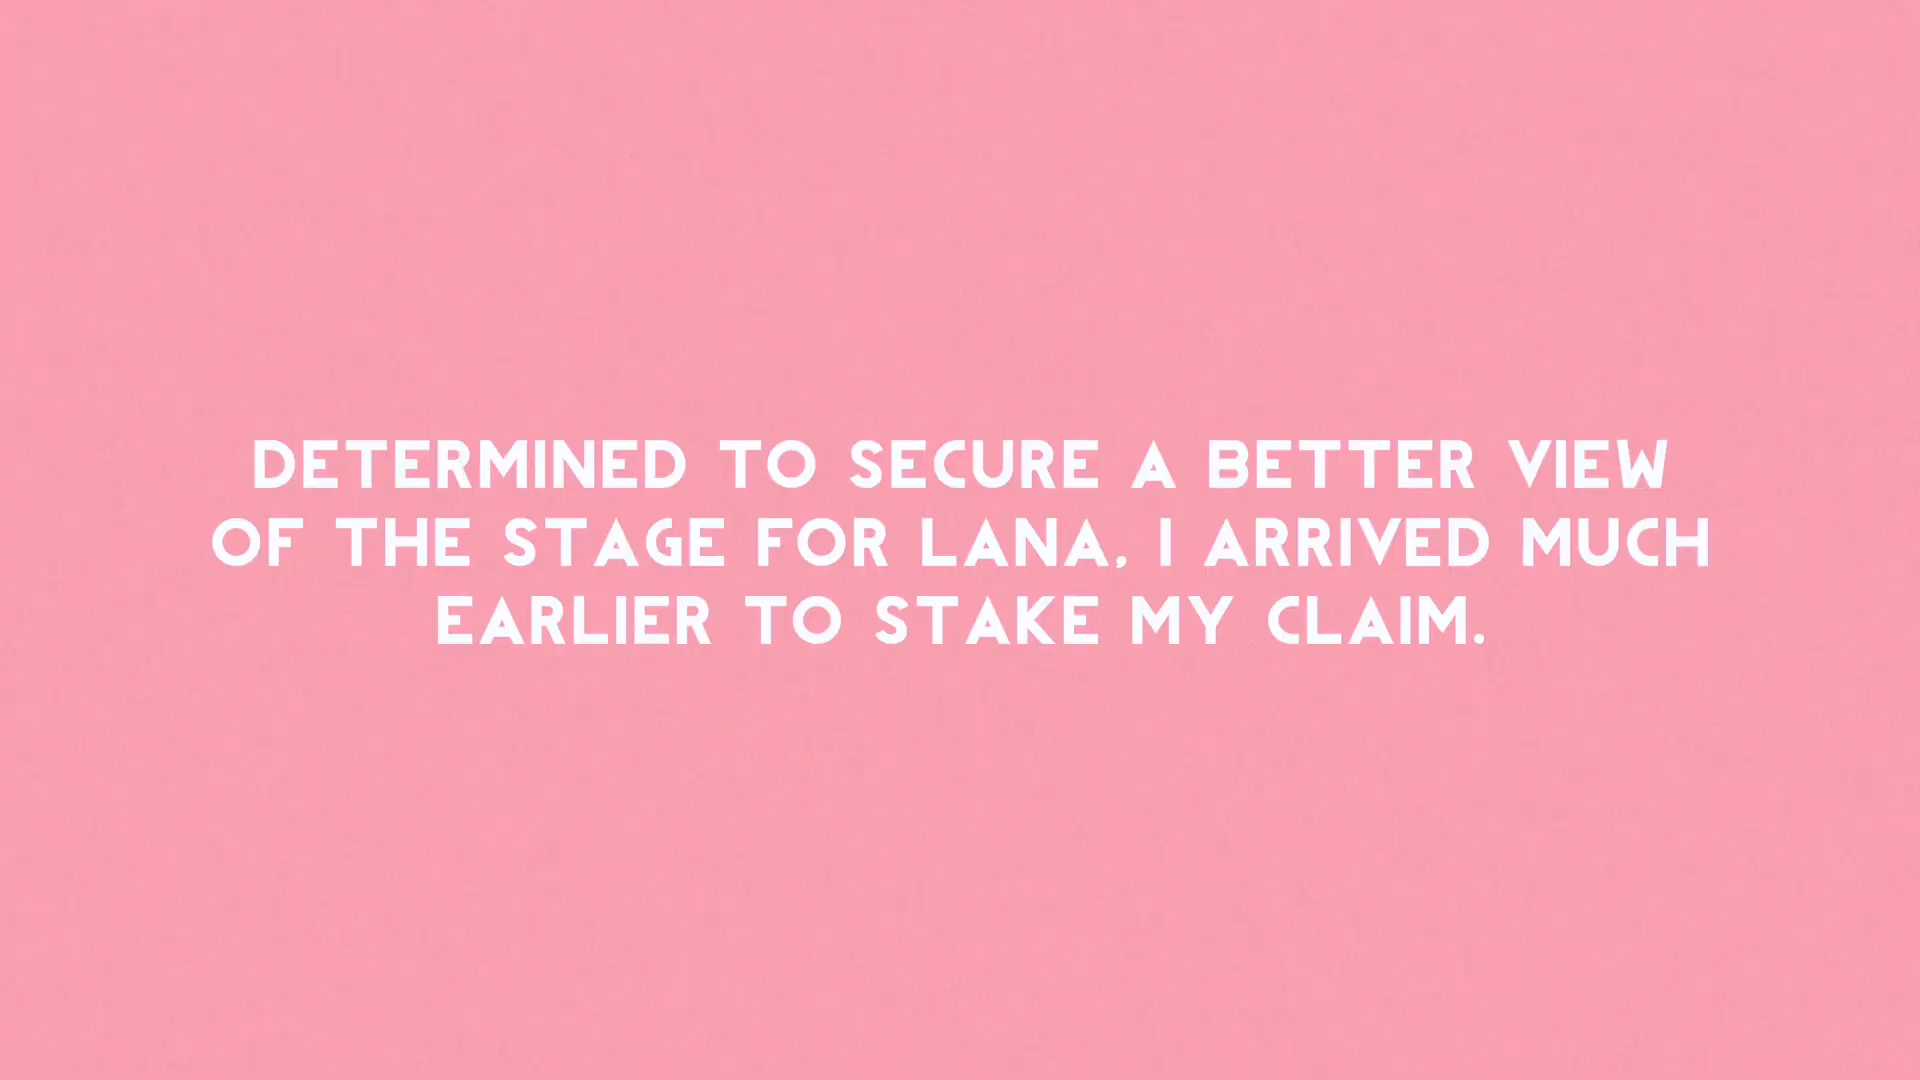 DETERMINED TO SECURE A BETTER VIEW
OF THE STAGE FOR LANA, I ARRIVED MUCH
EARLIER TO STAKE MY CLAIM.